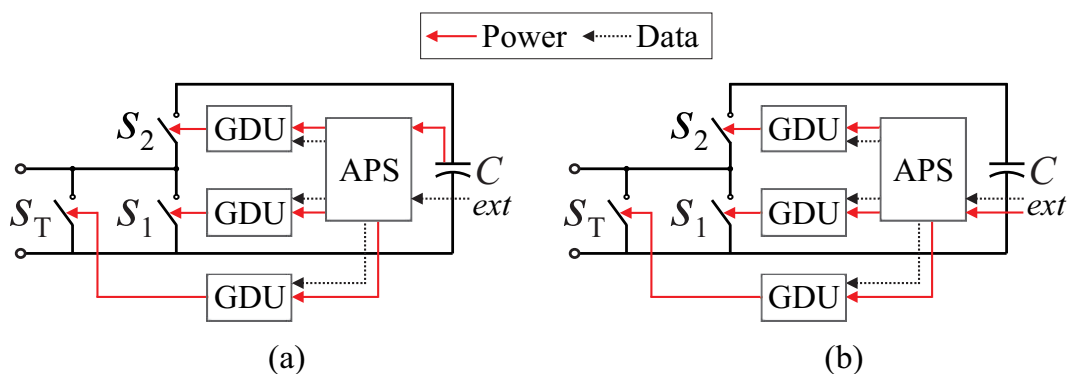 Power Data
S2 GDU APS C ext
ST S1 GDU
GDU
(a)
S2 GDU APS C ext
ST S1 GDU
GDU
(b)